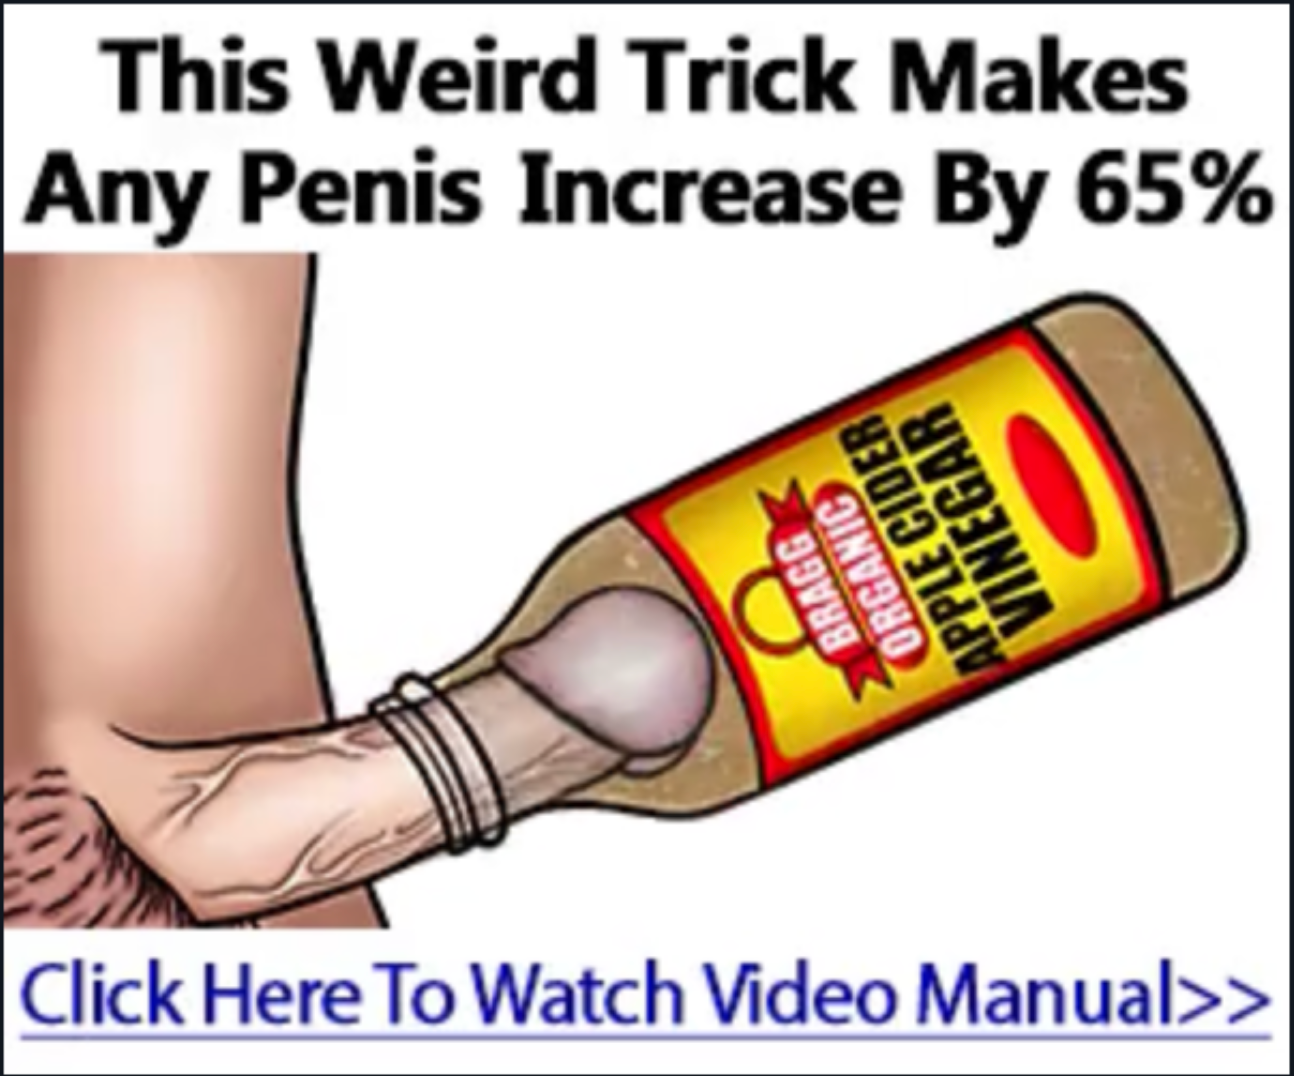 This Weird Trick Makes
Any Penis Increase By 65%
BRAGG
ORGANIC
APPLE CIDER
VINEGAR
Click Here To Watch Video Manual>>